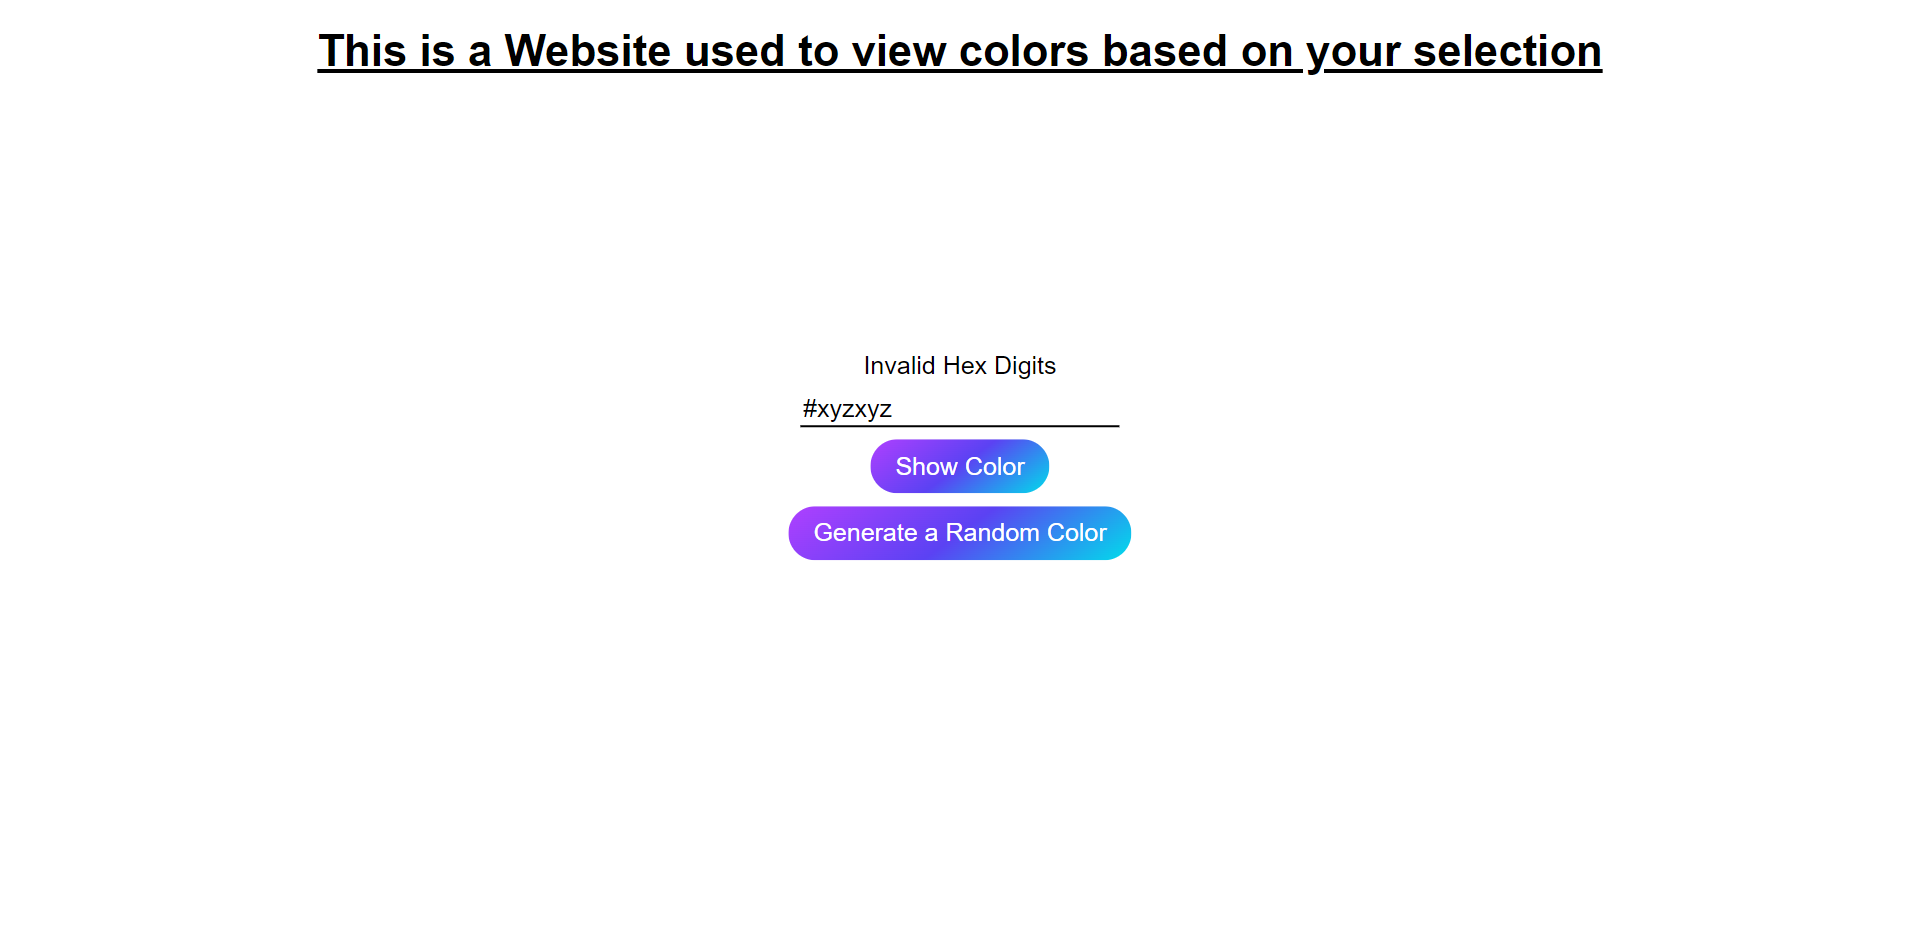 This is a Website used to view colors based on your selection
Invalid Hex Digits
#xyzxyz
Show Color
Generate a Random Color